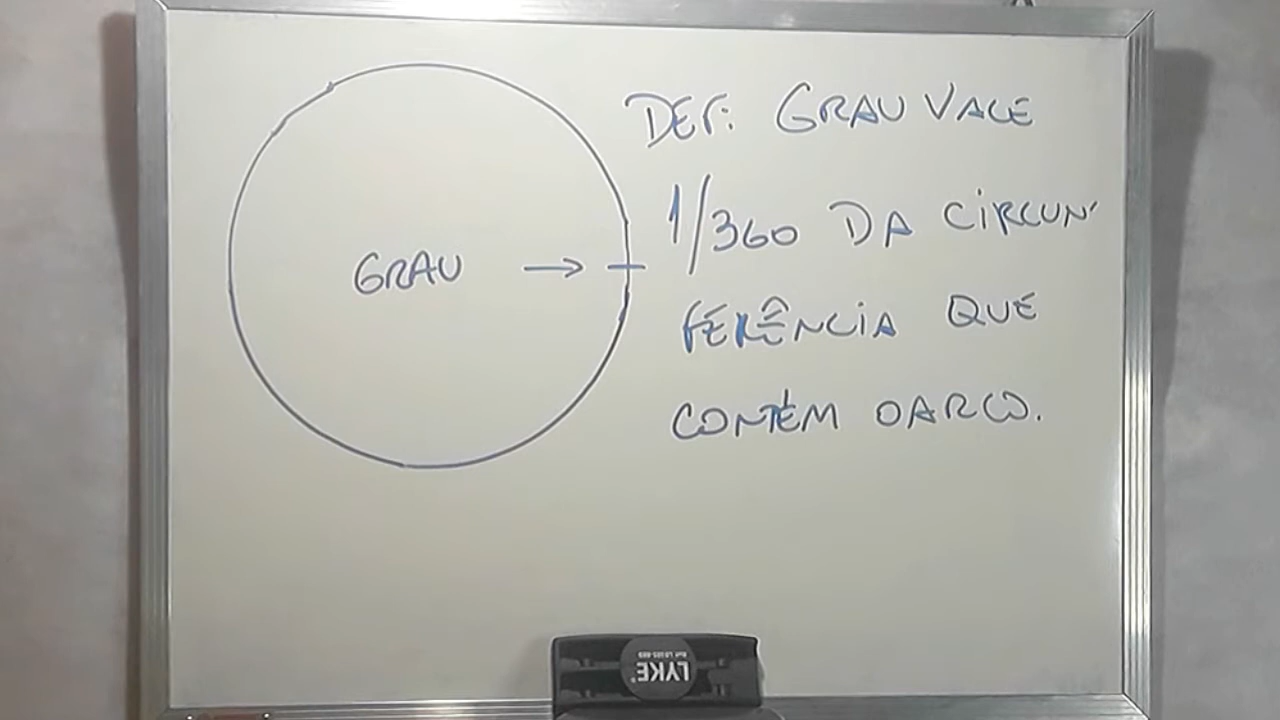 GRAU →
DEF: GRAU VALE
1/360 DA CIRCUN-
FERÊNCIA QUE
CONTÉM O ARCO.
LYKE